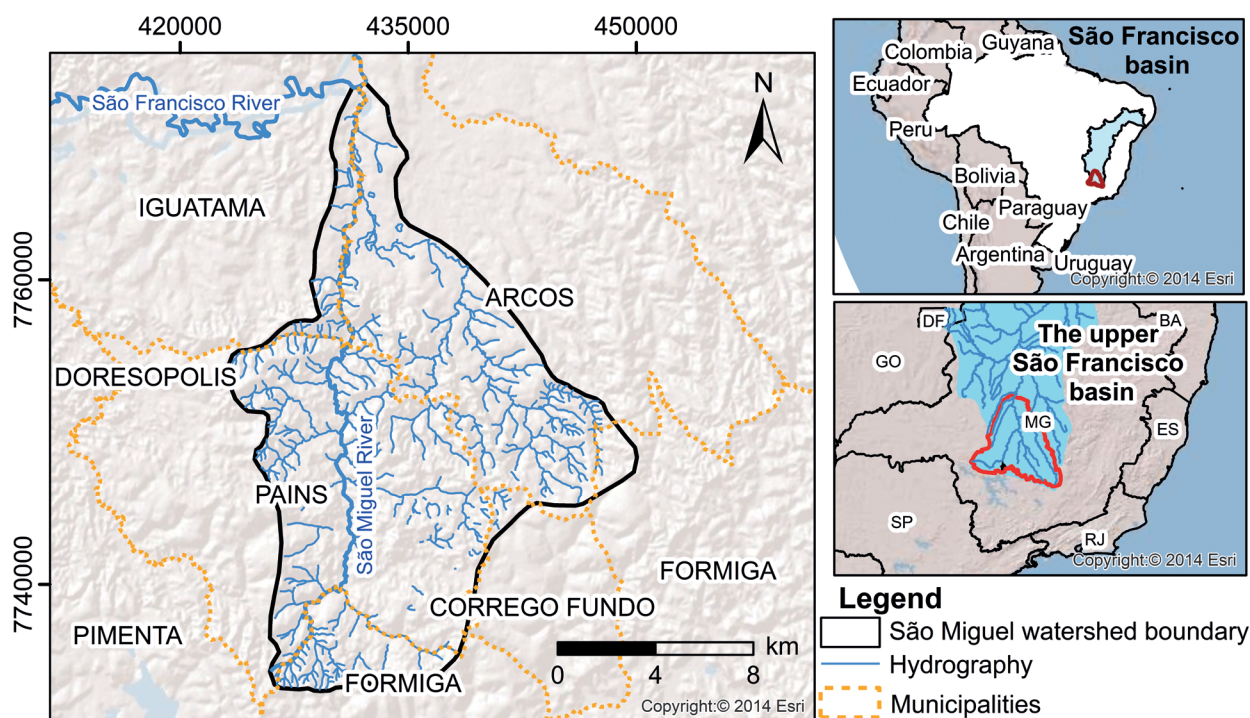 420000
435000
450000
7760000
7740000
São Francisco River
IGUATAMA
ARCOS
DORESOPOLIS
PAINS
São Miguel River
FORMIGA
CORREGO FUNDO
PIMENTA
FORMIGA
N
km
0 4 8
Copyright:© 2014 Esri
São Francisco
basin
Colombia
Guyana
Ecuador
Peru
Bolivia
Paraguay
Chile
Argentina
Uruguay
Copyright:© 2014 Esri
The upper
São Francisco
basin
DF
BA
GO
MG
ES
SP
RJ
Copyright:© 2014 Esri
Legend
São Miguel watershed boundary
Hydrography
Municipalities